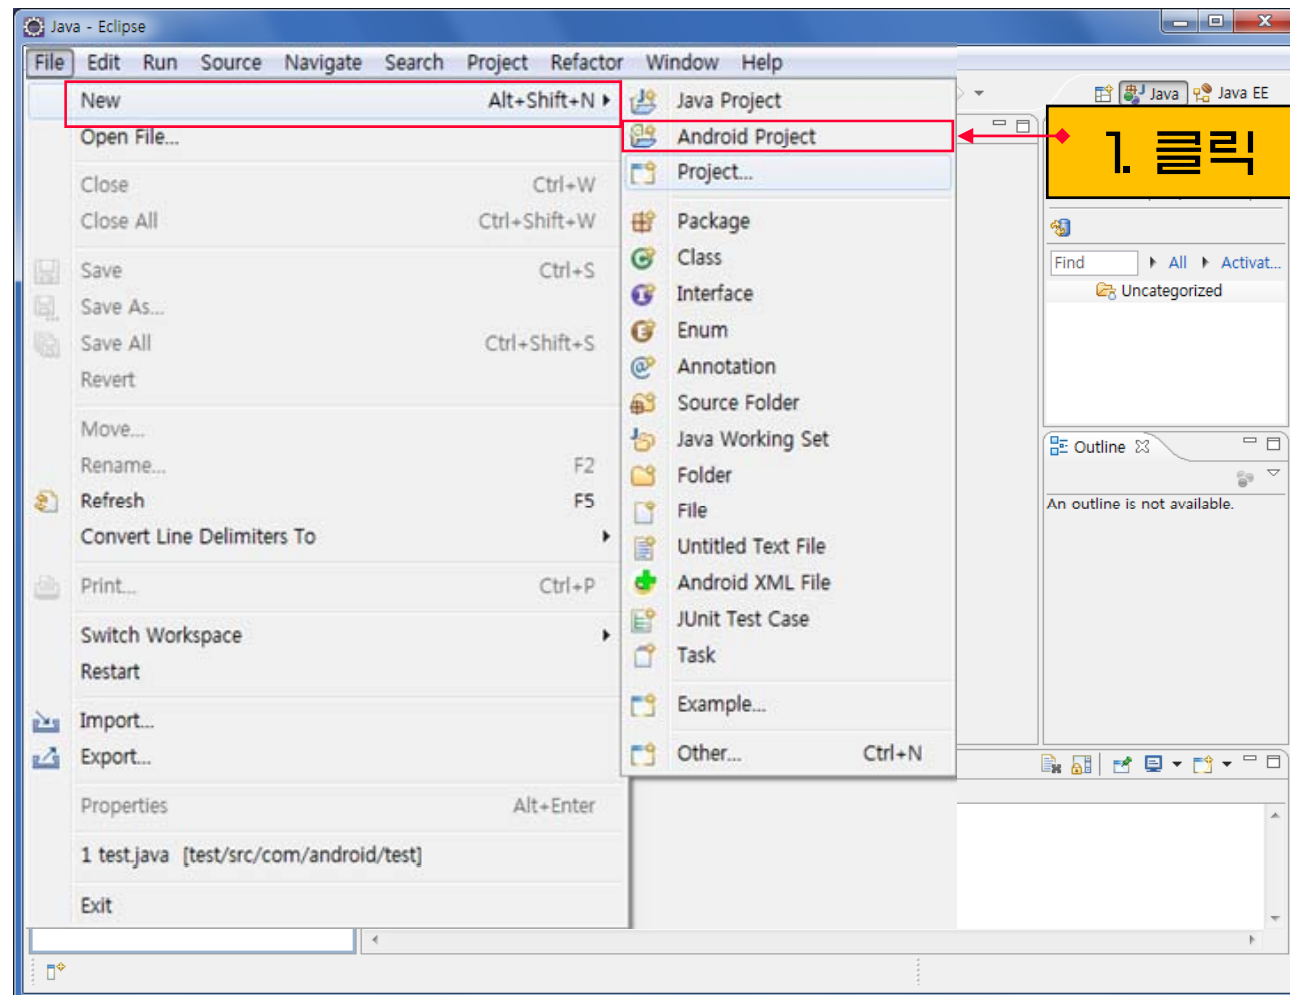 Java - Eclipse
File Edit Run Source Navigate Search Project Refactor Window Help
New Alt+Shift+N
Open File...
Close Ctrl+W
Close All Ctrl+Shift+W
Save Ctrl+S
Save As...
Save All Ctrl+Shift+S
Revert
Move...
Rename... F2
Refresh F5
Convert Line Delimiters To
Print... Ctrl+P
Switch Workspace
Restart
Import...
Export...
Properties Alt+Enter
1 test.java [test/src/com/android/test]
Exit
Java Project
Android Project
Project...
Package
Class
Interface
Enum
Annotation
Source Folder
Java Working Set
Folder
File
Untitled Text File
Android XML File
JUnit Test Case
Task
Example...
Other... Ctrl+N
Java Java EE
1. 클릭
Find All Activat...
Uncategorized
Outline
An outline is not available.